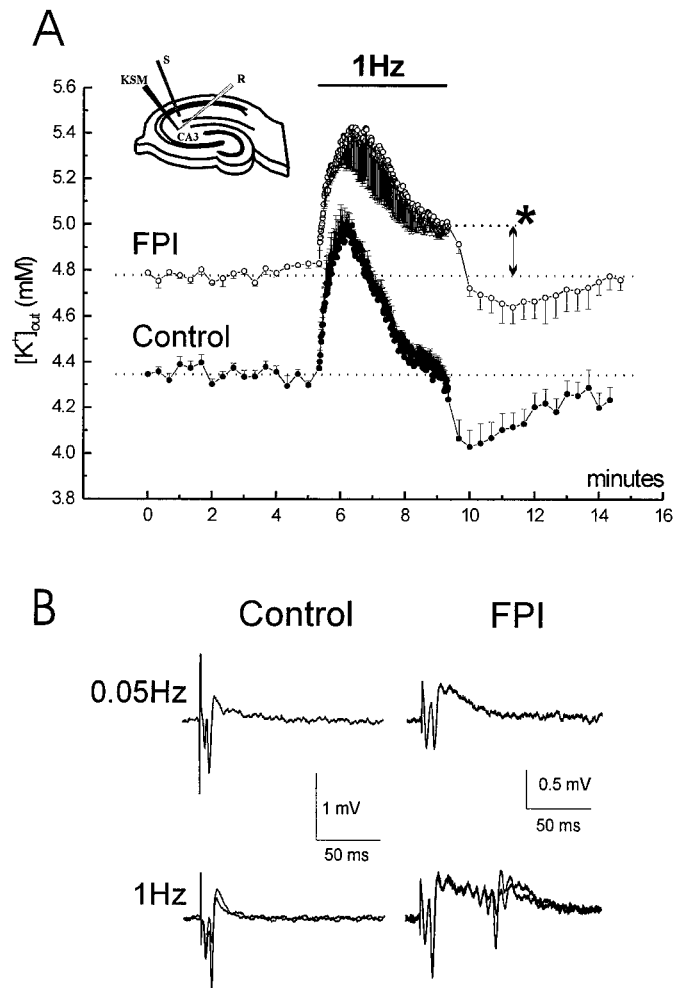 A
1Hz
S
KSM
R
CA3
*
FPI
Control
[K+]out (mM)
5.6
5.4
5.2
5.0
4.8
4.6
4.4
4.2
4.0
3.8
minutes
0 2 4 6 8 10 12 14 16
B
Control FPI
0.05Hz
1 mV
50 ms
0.5 mV
50 ms
1Hz